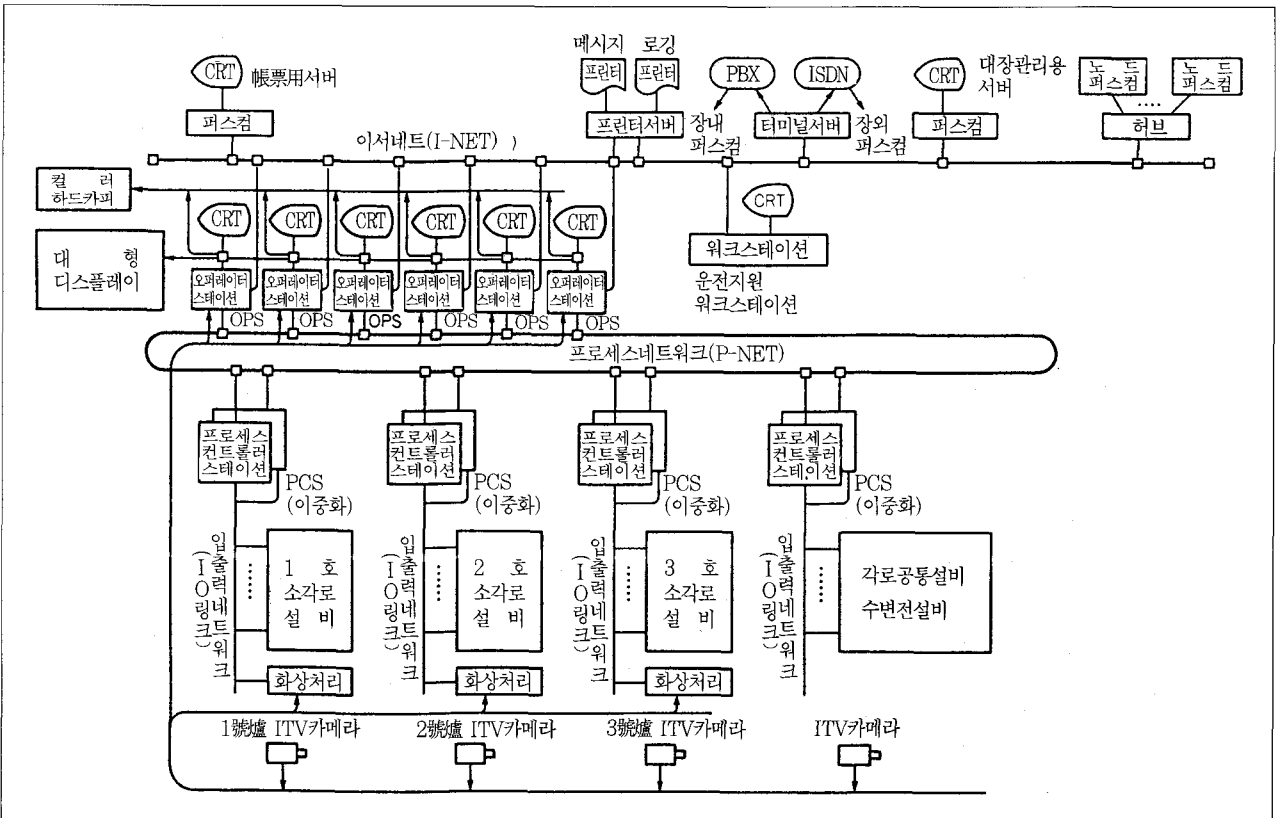 메시지 로깅
CRT 帳票用서버
프린터 프린터
PBX ISDN
CRT 대장관리용
서버
노드
퍼스컴
노드
퍼스컴
퍼스컴
프린터서버
장내
퍼스컴
터미널서버
장외
퍼스컴
퍼스컴
허브
이서네트(I-NET) )
컬 러
하드카피
CRT CRT CRT CRT CRT CRT
CRT
워크스테이션
운전지원
워크스테이션
대 형
디스플레이
오퍼레이터
스테이션
오퍼레이터
스테이션
오퍼레이터
스테이션
오퍼레이터
스테이션
오퍼레이터
스테이션
오퍼레이터
스테이션
OPS OPS OPS OPS OPS OPS
프로세스네트워크(P-NET)
프로세스
컨트롤러
스테이션
프로세스
컨트롤러
스테이션
프로세스
컨트롤러
스테이션
프로세스
컨트롤러
스테이션
PCS
(이중화)
PCS
(이중화)
PCS
(이중화)
PCS
(이중화)
입출력네트워크
(IO링크)
1 호
소각로
설 비
입출력네트워크
(IO링크)
2 호
소각로
설 비
입출력네트워크
(IO링크)
3 호
소각로
설 비
입출력네트워크
(IO링크)
각로공통설비
수변전설비
화상처리 화상처리 화상처리
1號爐 ITV카메라 2號爐 ITV카메라 3號爐 ITV카메라 ITV카메라